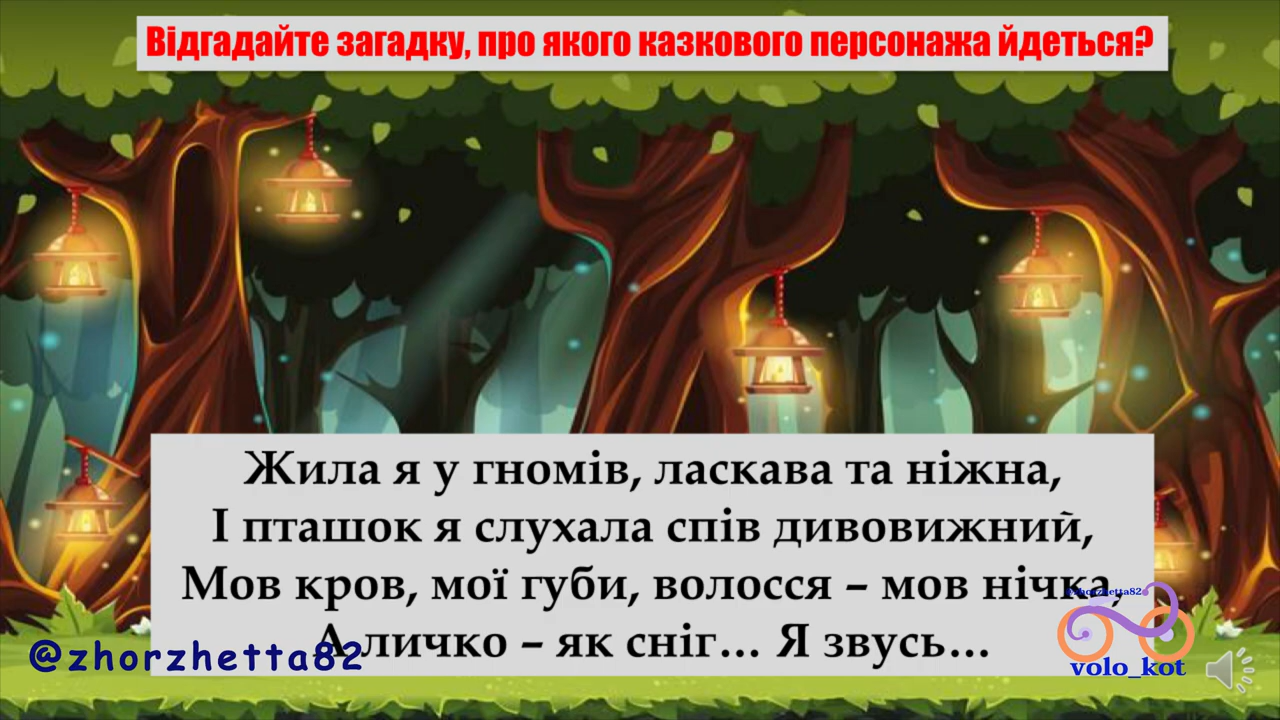 Відгадайте загадку, про якого казкового персонажа йдеться?
Жила я у гномів, ласкава та ніжна,
І пташок я слухала спів дивовижний,
Мов кров, мої губи, волосся – мов нічка,
А личко – як сніг… Я звусь…
@zhorzhetta82
@zhorzhetta82
volo_kot